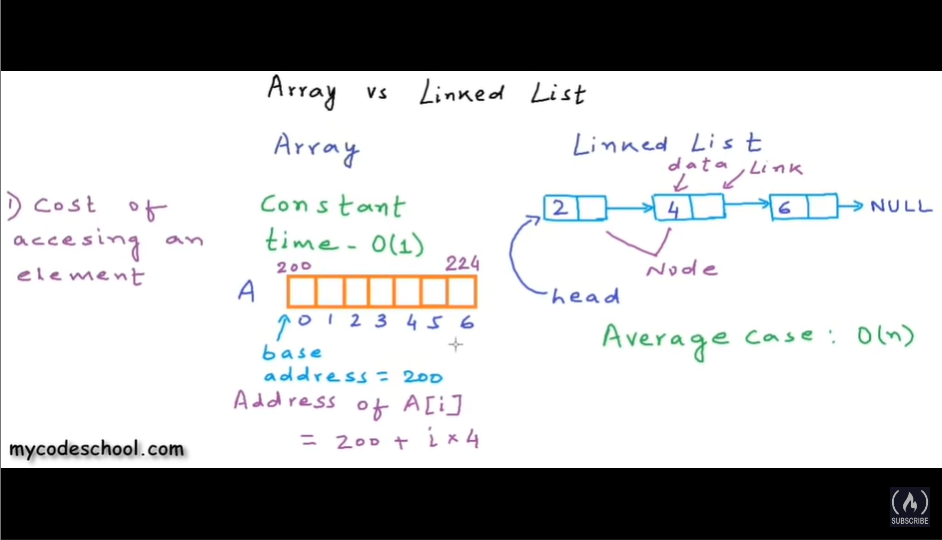 Array vs Linked List
Array
Linked List
data
Link
1) Cost of
accesing an
element
Constant
time - O(1)
2
4
6
NULL
Node
head
200
224
A
0 1 2 3 4 5 6
base
address = 200
Average case : O(n)
Address of A[i]
= 200 + i × 4
mycodeschool.com
SUBSCRIBE